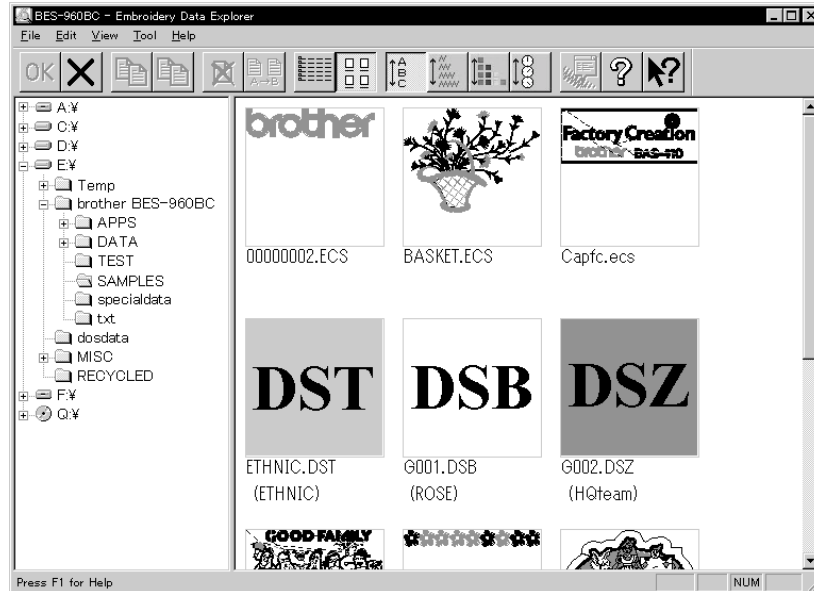 BES-960BC - Embroidery Data Explorer
File Edit View Tool Help
OK A→B A B C ? ?
A:¥
C:¥
D:¥
E:¥
Temp
brother BES-960BC
APPS
DATA
TEST
SAMPLES
specialdata
txt
dosdata
MISC
RECYCLED
F:¥
Q:¥
brother
Factory Creation
brother BAS-410
00000002.ECS BASKET.ECS Capfc.ecs
DST DSB DSZ
ETHNIC.DST G001.DSB G002.DSZ
(ETHNIC) (ROSE) (HQteam)
GOOD FAMILY
Press F1 for Help NUM